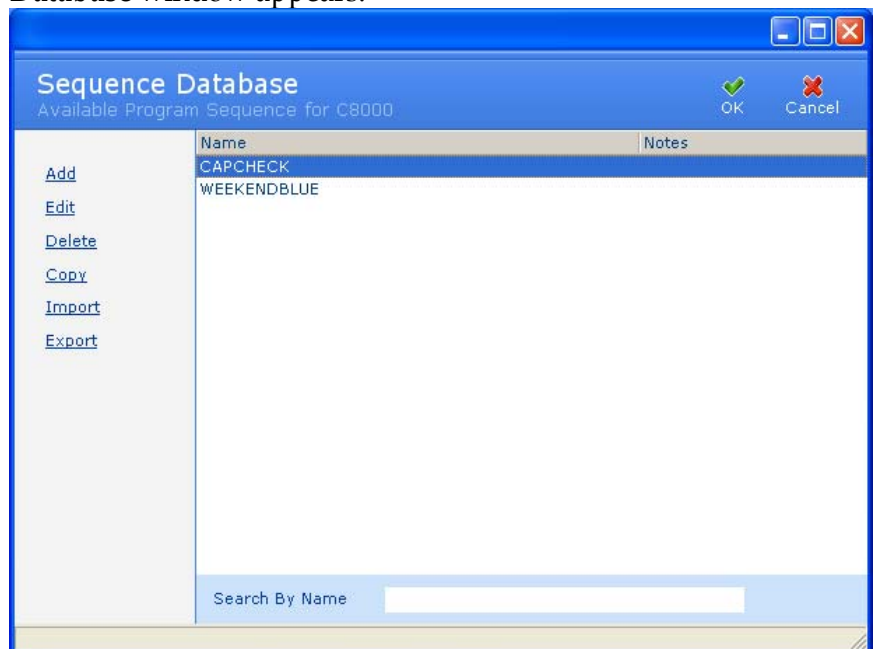 Database window appears.
Sequence Database
Available Program Sequence for C8000
OK
Cancel
Name
Notes
Add
Edit
Delete
Copy
Import
Export
CAPCHECK
WEEKENDBLUE
Search By Name